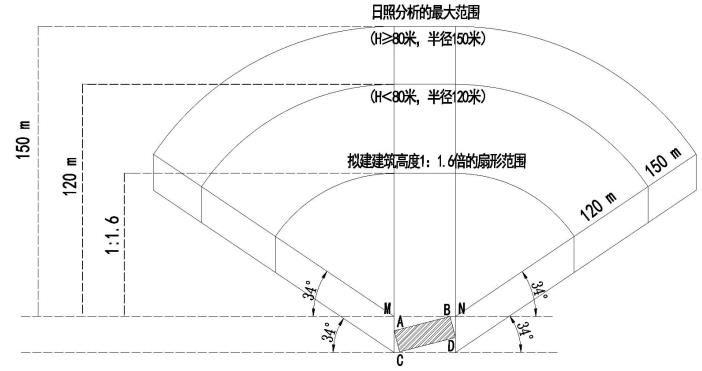 日照分析的最大范围
(H≥80米，半径150米)
(H<80米，半径120米)
拟建建筑高度1：1.6倍的扇形范围
150 m
120 m
1:1.6
150 m
120 m
34°
34°
34°
34°
M
A
B
N
C
D